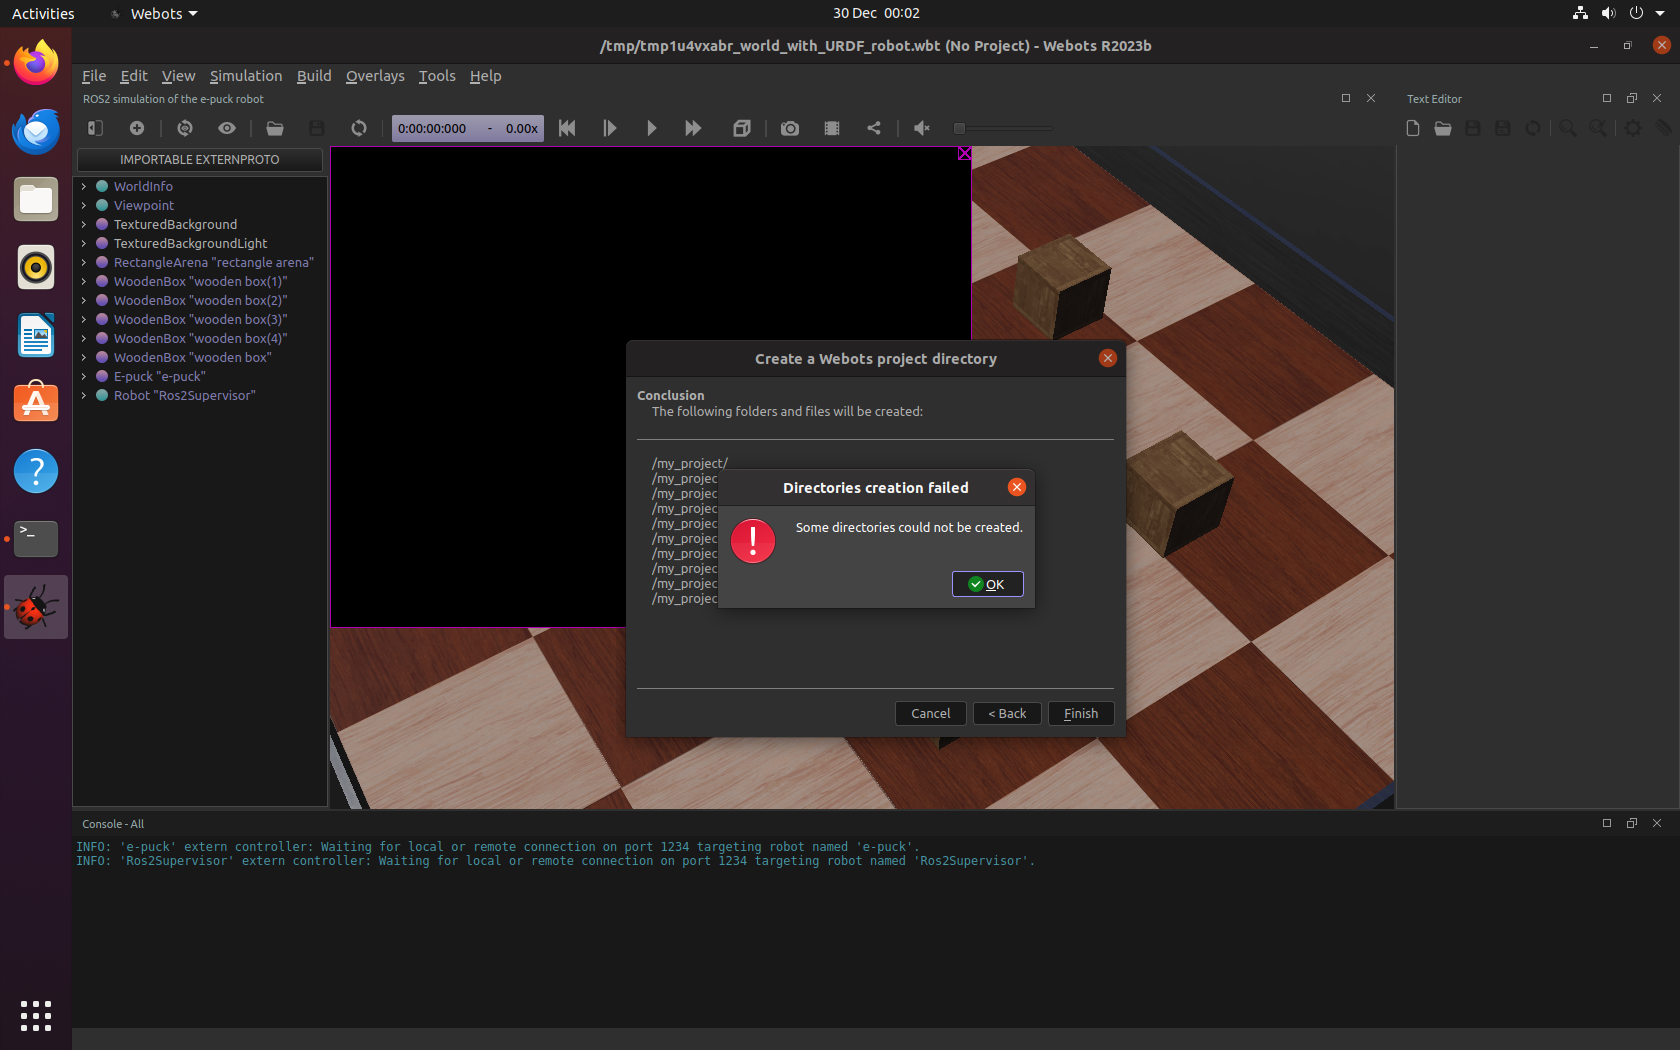 Activities
Webots
30 Dec 00:02
/tmp/tmp1u4vxabr_world_with_URDF_robot.wbt (No Project) - Webots R2023b
File Edit View Simulation Build Overlays Tools Help
ROS2 simulation of the e-puck robot
Text Editor
0:00:00:000 - 0.00x
IMPORTABLE EXTERNPROTO
WorldInfo
Viewpoint
TexturedBackground
TexturedBackgroundLight
RectangleArena "rectangle arena"
WoodenBox "wooden box(1)"
WoodenBox "wooden box(2)"
WoodenBox "wooden box(3)"
WoodenBox "wooden box(4)"
WoodenBox "wooden box"
E-puck "e-puck"
Robot "Ros2Supervisor"
Create a Webots project directory
Conclusion
The following folders and files will be created:
/my_project/
/my_projec
/my_projec
/my_projec
/my_projec
/my_projec
/my_projec
/my_projec
/my_projec
/my_projec
Directories creation failed
Some directories could not be created.
OK
Cancel
< Back
Finish
Console - All
INFO: 'e-puck' extern controller: Waiting for local or remote connection on port 1234 targeting robot named 'e-puck'.
INFO: 'Ros2Supervisor' extern controller: Waiting for local or remote connection on port 1234 targeting robot named 'Ros2Supervisor'.